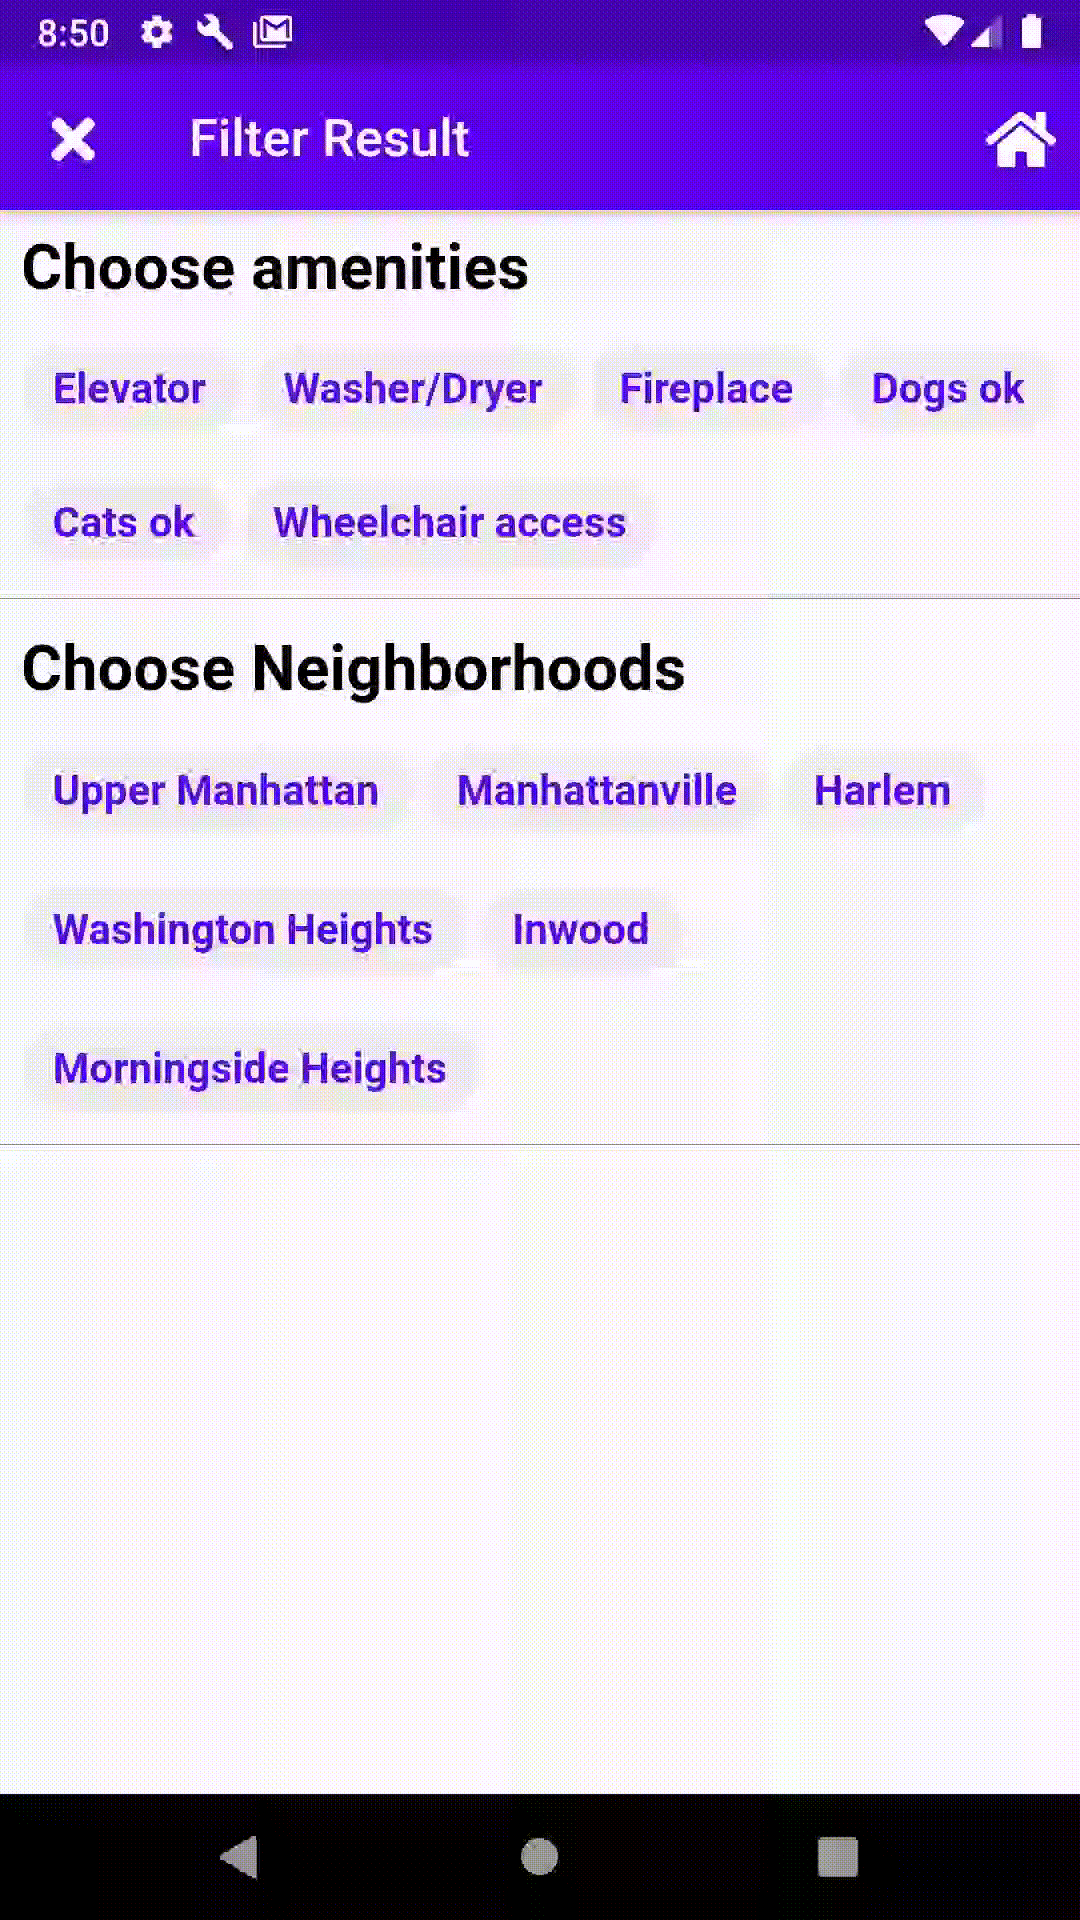 8:50
Filter Result
Choose amenities
Elevator Washer/Dryer Fireplace Dogs ok
Cats ok Wheelchair access
Choose Neighborhoods
Upper Manhattan Manhattanville Harlem
Washington Heights Inwood
Morningside Heights